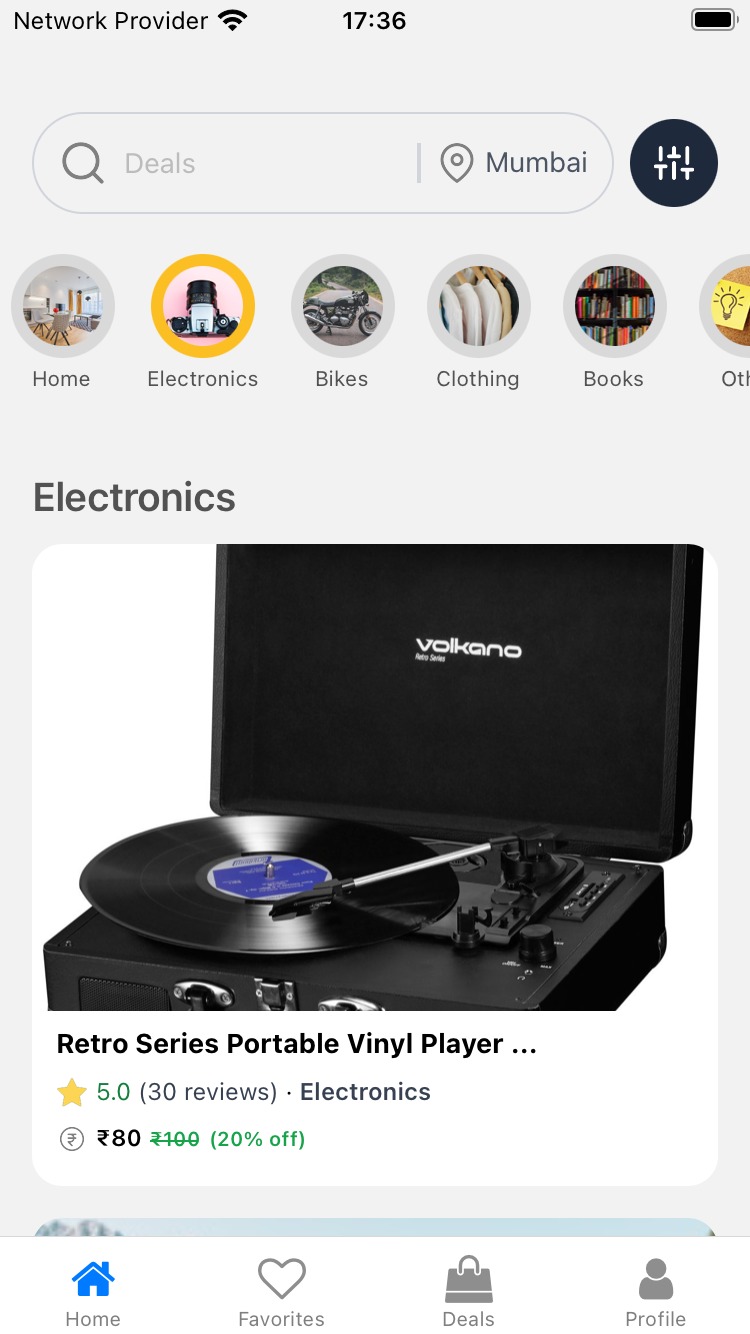 Network Provider 17:36
Deals Mumbai
Home Electronics Bikes Clothing Books Oth
Electronics
volkano
Retro Series
Retro Series Portable Vinyl Player ...
5.0 (30 reviews) · Electronics
₹80 ₹100 (20% off)
Home Favorites Deals Profile